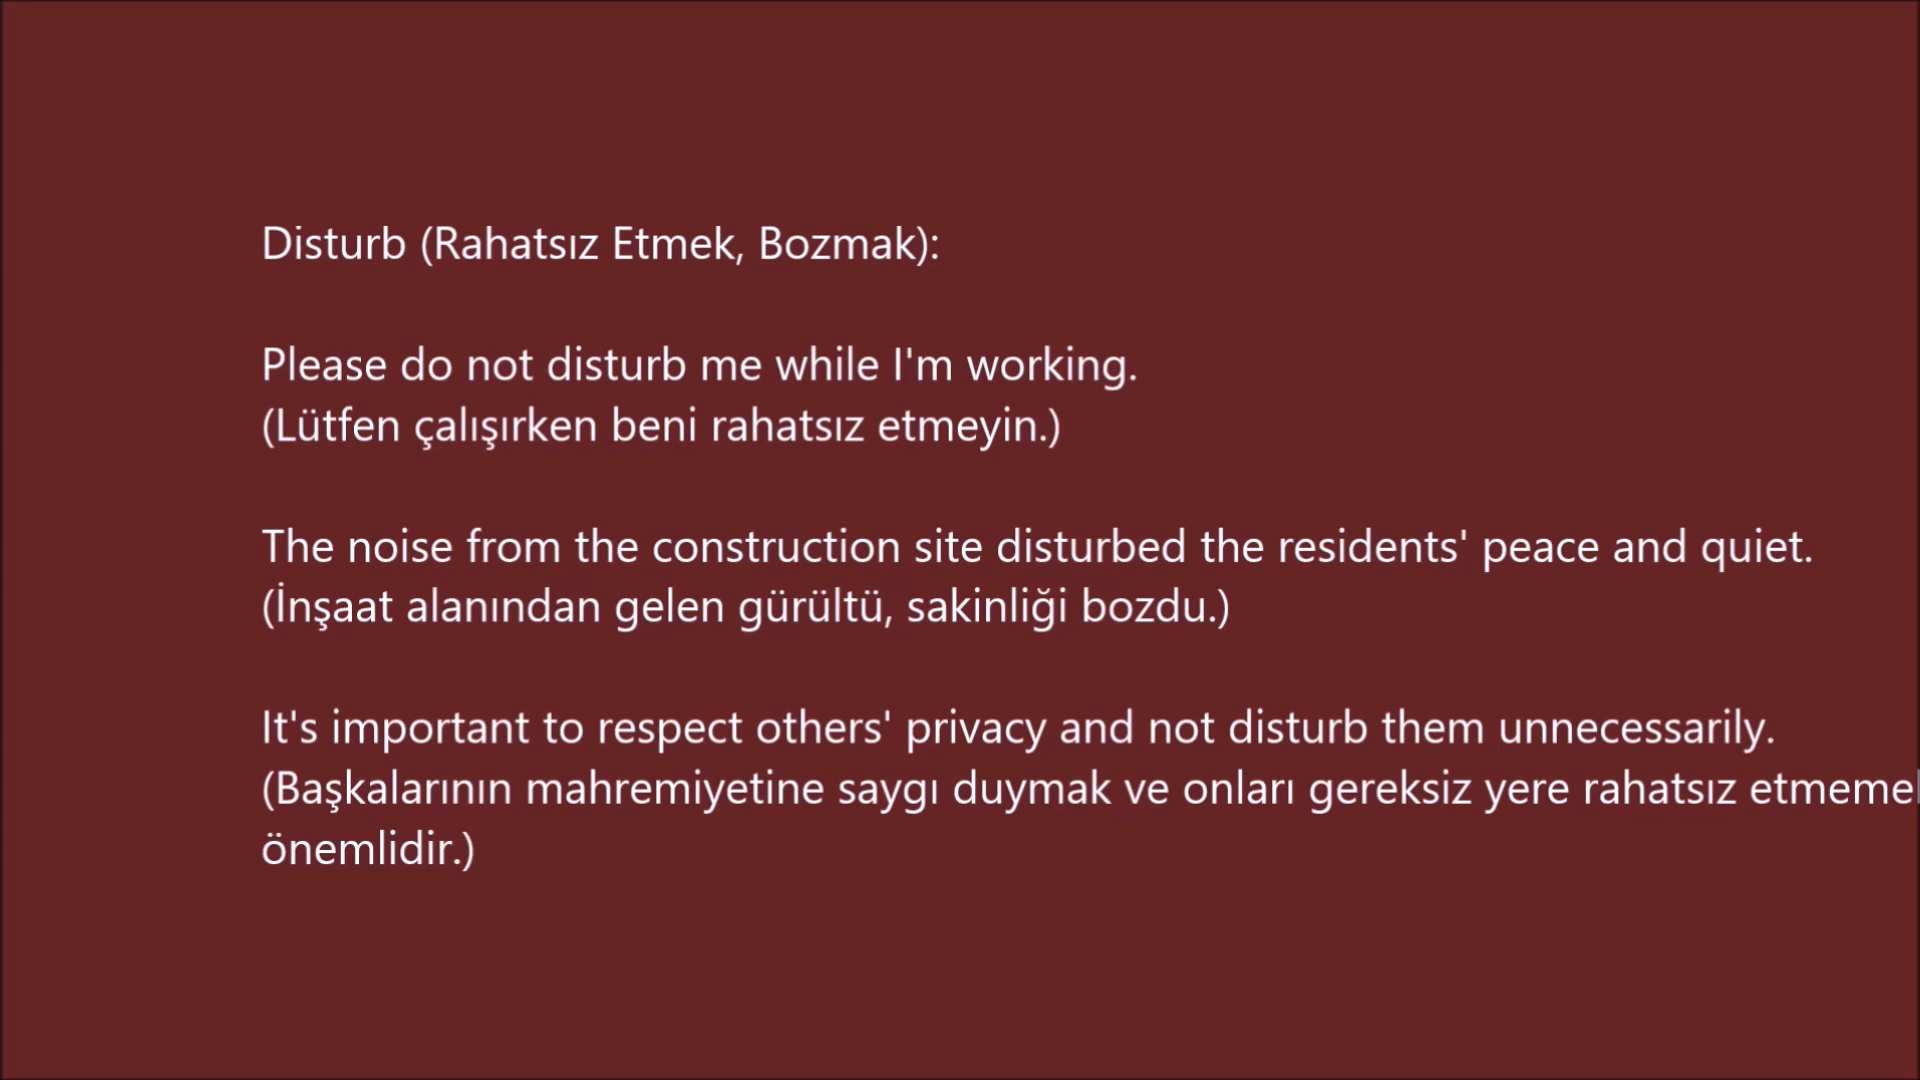 Disturb (Rahatsız Etmek, Bozmak):
Please do not disturb me while I'm working.
(Lütfen çalışırken beni rahatsız etmeyin.)
The noise from the construction site disturbed the residents' peace and quiet.
(İnşaat alanından gelen gürültü, sakinliği bozdu.)
It's important to respect others' privacy and not disturb them unnecessarily.
(Başkalarının mahremiyetine saygı duymak ve onları gereksiz yere rahatsız
önemlidir.)